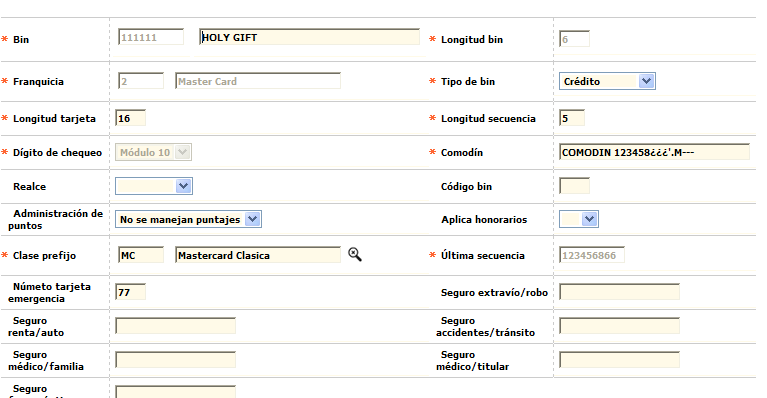 * Bin 111111 HOLY GIFT * Longitud bin 6
* Franquicia 2 Master Card * Tipo de bin Crédito
* Longitud tarjeta 16 * Longitud secuencia 5
* Dígito de chequeo Módulo 10 * Comodín COMODIN 123458¿¿¿'.M---
Realce Código bin
Administración de puntos No se manejan puntajes Aplica honorarios
* Clase prefijo MC Mastercard Clasica * Última secuencia 123456866
Númeto tarjeta emergencia 77 Seguro extravío/robo
Seguro renta/auto Seguro accidentes/tránsito
Seguro médico/familia Seguro médico/titular
Seguro